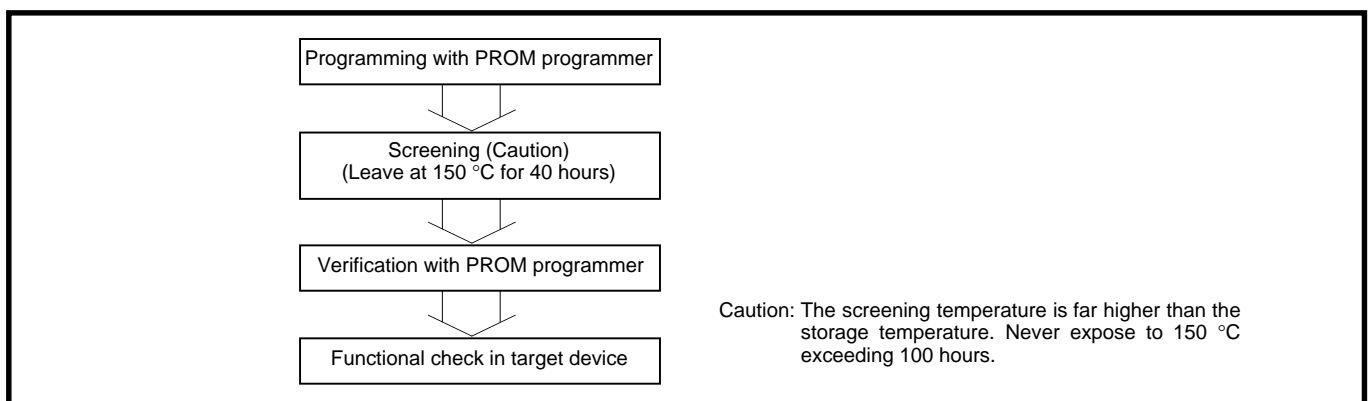 Programming with PROM programmer
Screening (Caution)
(Leave at 150 °C for 40 hours)
Verification with PROM programmer
Functional check in target device
Caution: The screening temperature is far higher than the
storage temperature. Never expose to 150 °C
exceeding 100 hours.